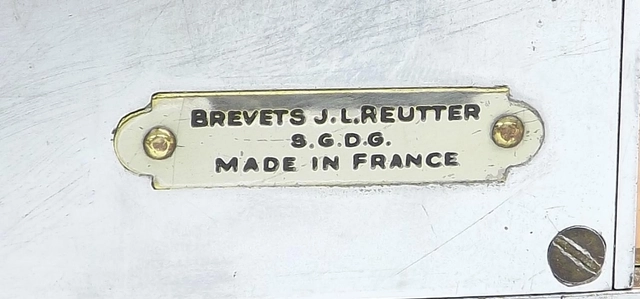 BREVETS J.L.REUTTER
S.G.D.G.
MADE IN FRANCE